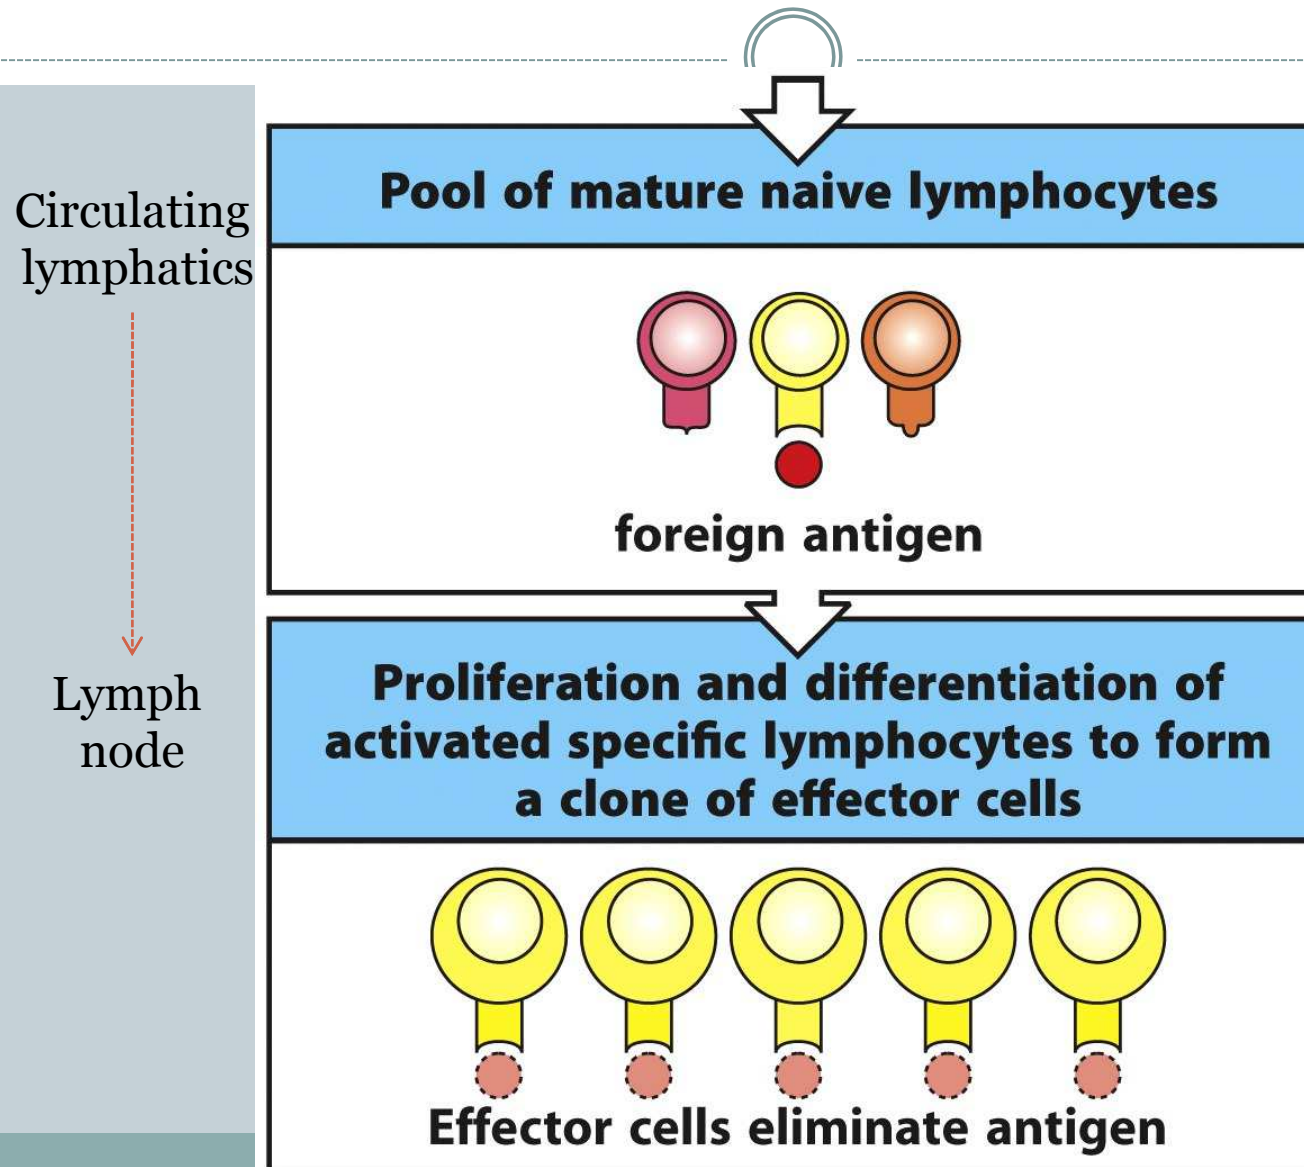 Circulating
lymphatics
Lymph
node
Pool of mature naive lymphocytes
foreign antigen
Proliferation and differentiation of
activated specific lymphocytes to form
a clone of effector cells
Effector cells eliminate antigen